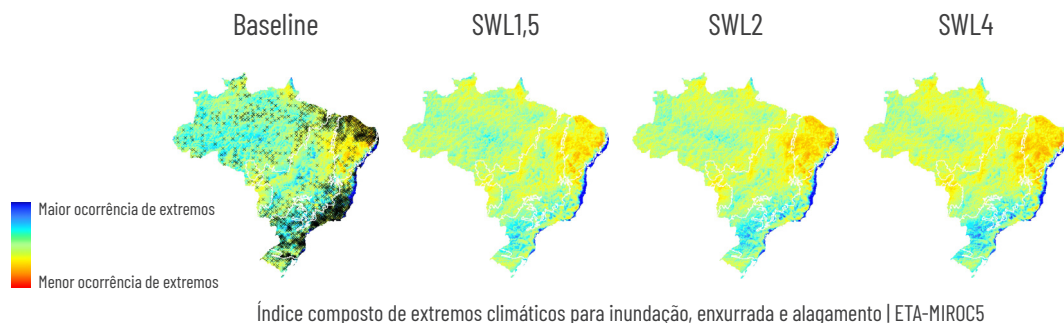 Baseline
SWL1,5
SWL2
SWL4
Maior ocorrência de extremos
Menor ocorrência de extremos
Índice composto de extremos climáticos para inundação, enxurrada e alagamento | ETA-MIROC5